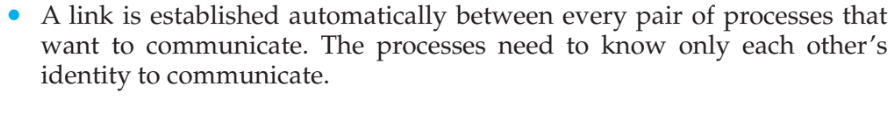 • A link is established automatically between every pair of processes that
want to communicate. The processes need to know only each other's
identity to communicate.